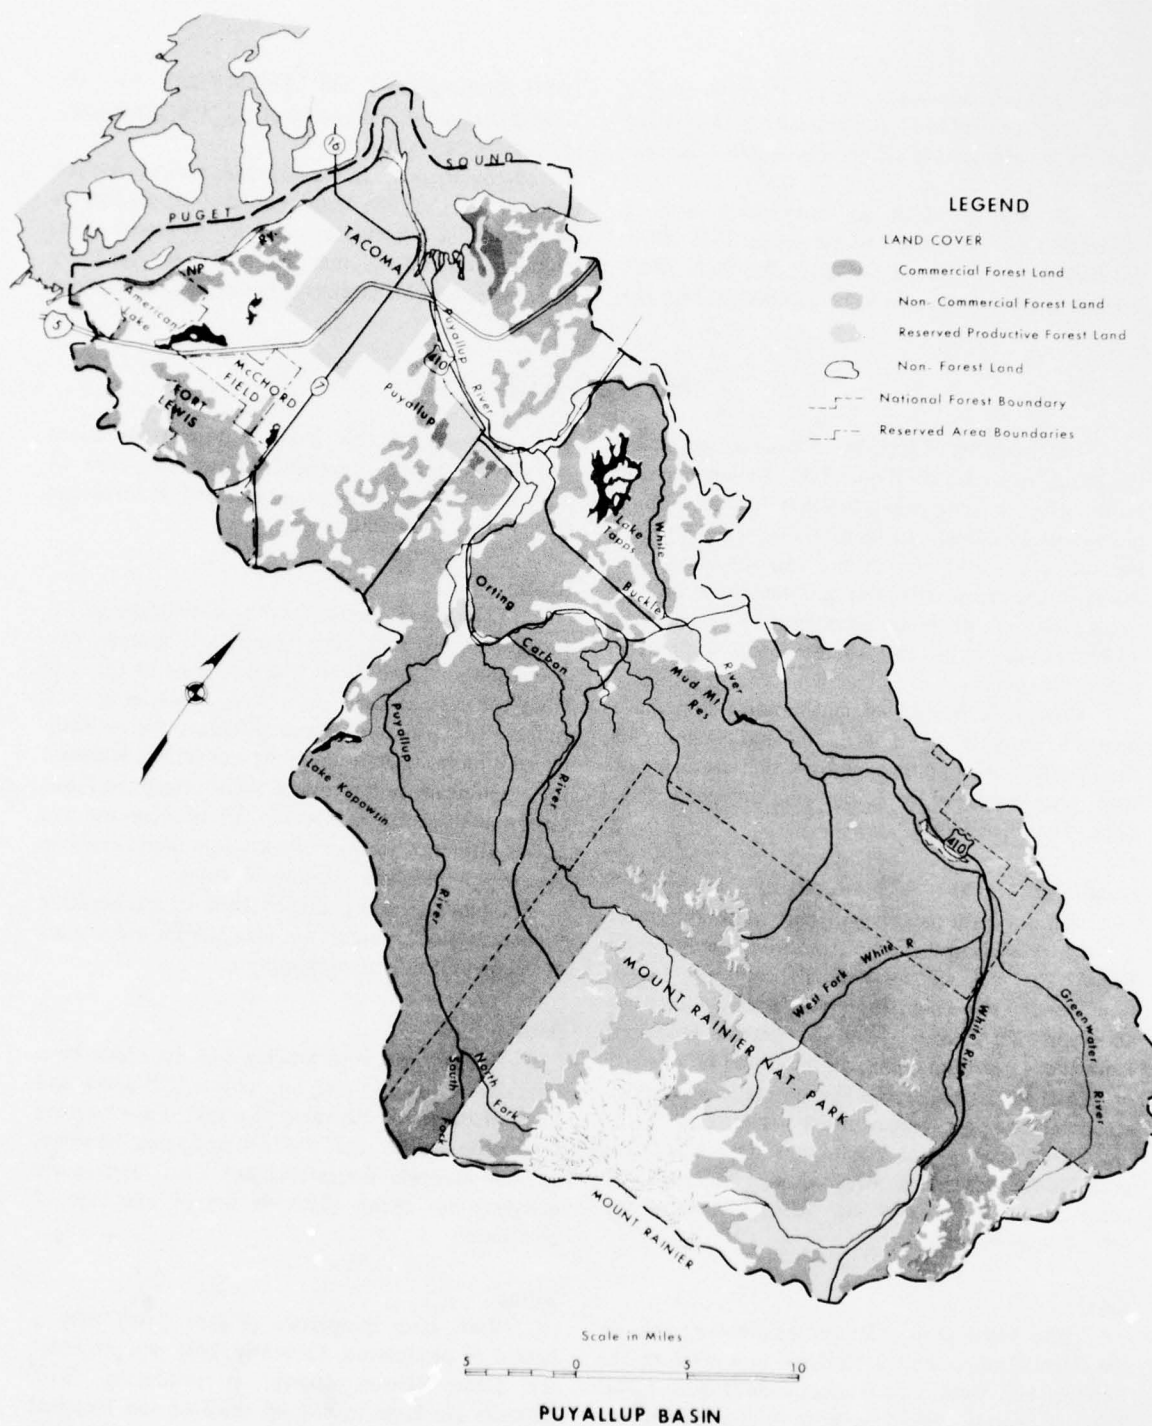 SOUND
16
PUGET
LEGEND
LAND COVER
Commercial Forest Land
Non-Commercial Forest Land
Reserved Productive Forest Land
Non-Forest Land
National Forest Boundary
Reserved Area Boundaries
TACOMA
NP RY.
American Lake
5
McCHORD FIELD
FORT LEWIS
7
410
Puyallup River
Puyallup
Lake Tapps
White
River
Buckley
Orting
Carbon
River
Mud Mt Res
Puyallup
River
Lake Kapowsin
410
MOUNT RAINIER NAT. PARK
West Fork White R
White River
Greenwater
River
North Fork
South Fork
MOUNT RAINIER
Scale in Miles
5 0 5 10
PUYALLUP BASIN